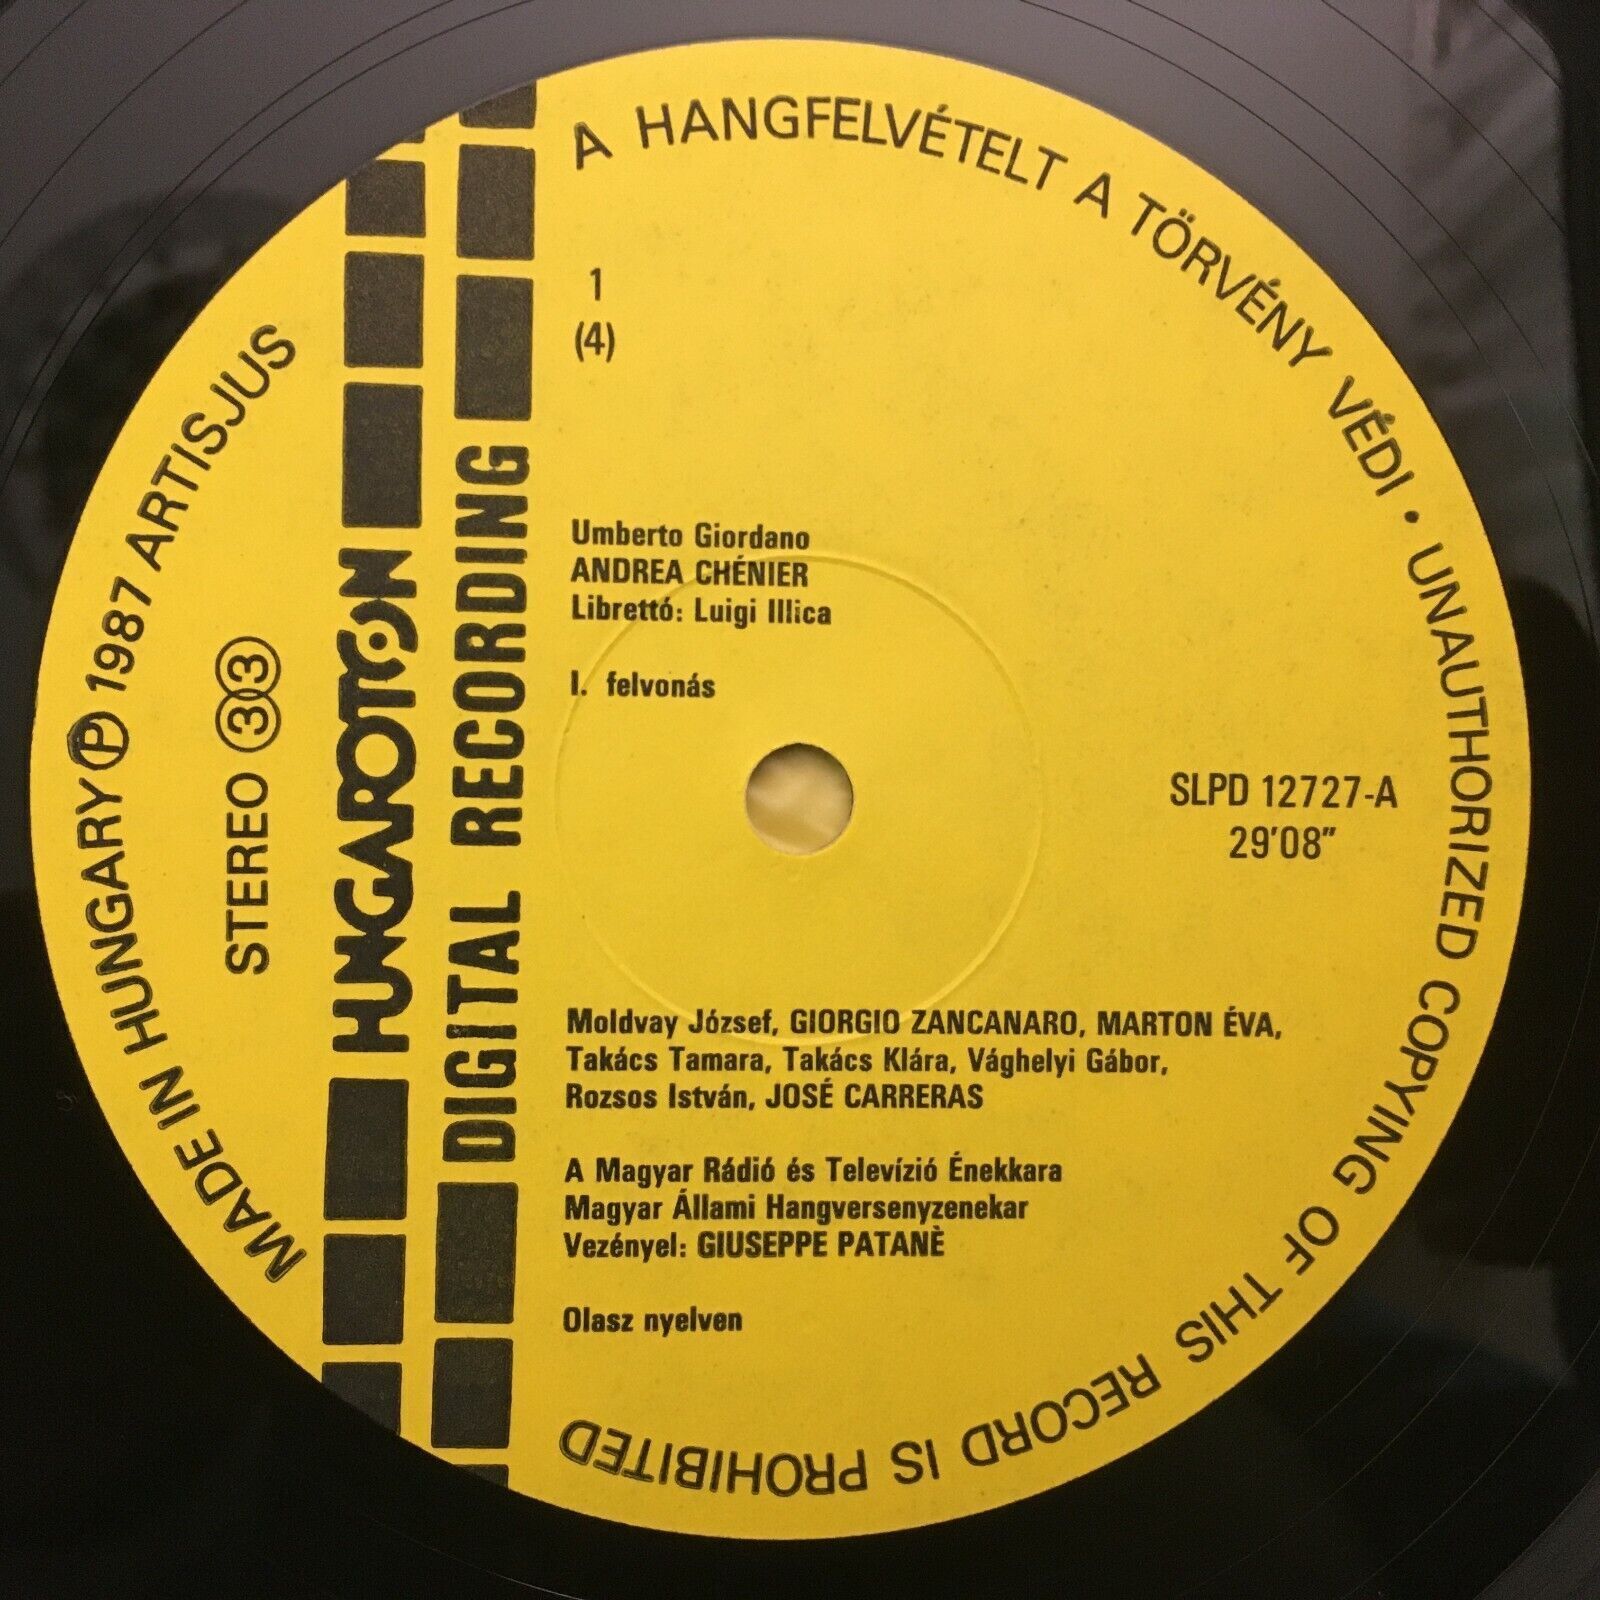 A HANGFELVÉTELT A TÖRVÉNY VÉDI • UNAUTHORIZED COPYING OF THIS RECORD IS PROHIBITED
MADE IN HUNGARY Ⓟ 1987 ARTISJUS
STEREO 33
HUNGAROTON
DIGITAL RECORDING
1
(4)
Umberto Giordano
ANDREA CHÉNIER
Librettó: Luigi Illica
I. felvonás
SLPD 12727-A
29'08"
Moldvay József, GIORGIO ZANCANARO, MARTON ÉVA,
Takács Tamara, Takács Klára, Vághelyi Gábor,
Rozsos István, JOSÉ CARRERAS
A Magyar Rádió és Televízió Énekkara
Magyar Állami Hangversenyzenekar
Vezényel: GIUSEPPE PATANÈ
Olasz nyelven